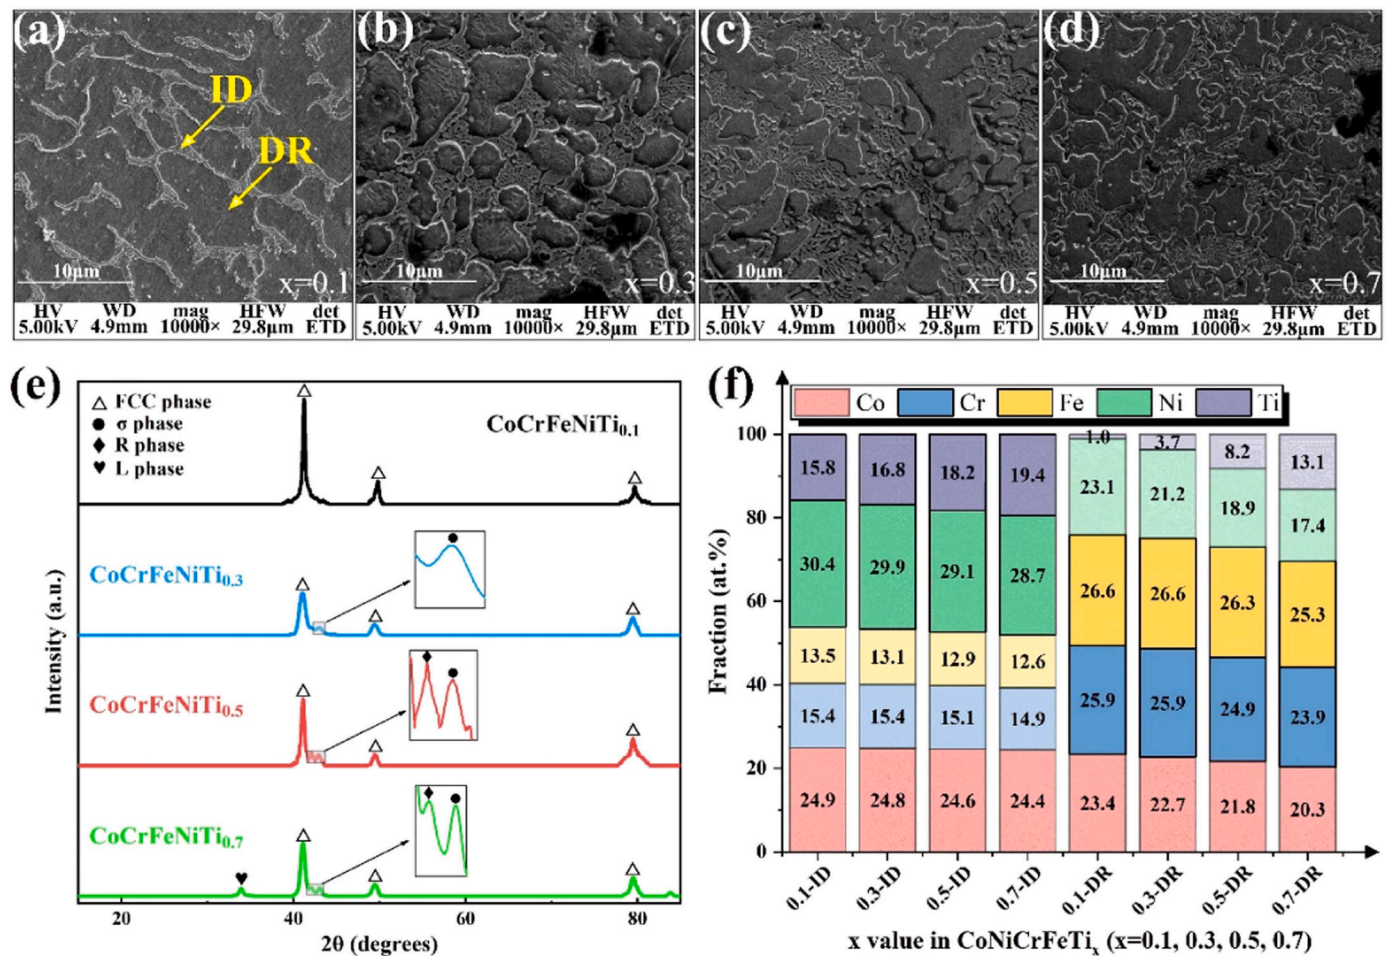 (a)
ID
DR
10μm
x=0.1
HV WD mag HFW det
5.00kV 4.9mm 10000× 29.8μm ETD
(b)
10μm
x=0.3
HV WD mag HFW det
5.00kV 4.9mm 10000× 29.8μm ETD
(c)
10μm
x=0.5
HV WD mag HFW det
5.00kV 4.9mm 10000× 29.8μm ETD
(d)
10μm
x=0.7
HV WD mag HFW det
5.00kV 4.9mm 10000× 29.8μm ETD
(e)
△ FCC phase
● σ phase
♦ R phase
♥ L phase
CoCrFeNiTi0.1
CoCrFeNiTi0.3
CoCrFeNiTi0.5
CoCrFeNiTi0.7
Intensity (a.u.)
20 40 60 80
2θ (degrees)
(f)
Co Cr Fe Ni Ti
100
80
60
40
20
0
Fraction (at.%)
15.8 16.8 18.2 19.4 1.0 3.7 8.2 13.1
30.4 29.9 29.1 28.7 23.1 21.2 18.9 17.4
13.5 13.1 12.9 12.6 26.6 26.6 26.3 25.3
15.4 15.4 15.1 14.9 25.9 25.9 24.9 23.9
24.9 24.8 24.6 24.4 23.4 22.7 21.8 20.3
0.1-ID 0.3-ID 0.5-ID 0.7-ID 0.1-DR 0.3-DR 0.5-DR 0.7-DR
x value in CoNiCrFeTix (x=0.1, 0.3, 0.5, 0.7)